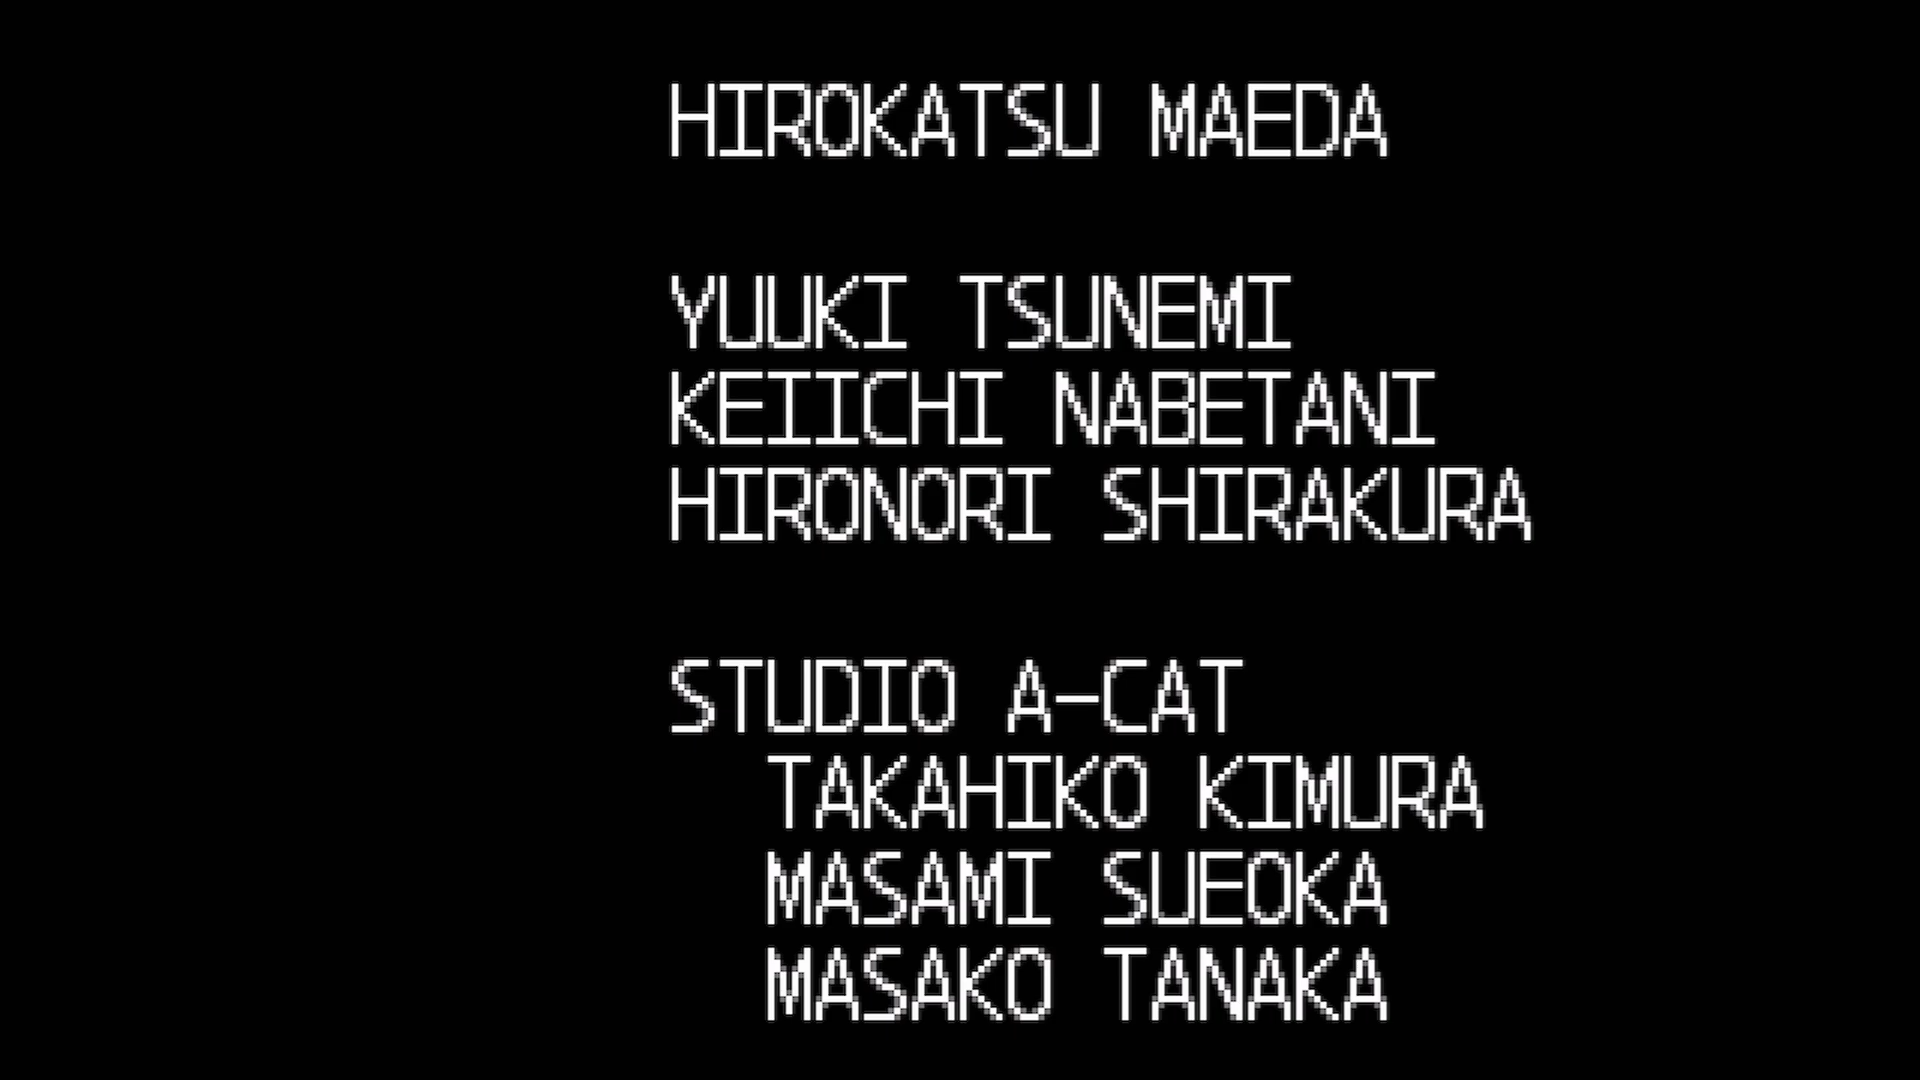 HIROKATSU MAEDA
YUUKI TSUNEMI
KEIICHI NABETANI
HIRONORI SHIRAKURA
STUDIO A-CAT
TAKAHIKO KIMURA
MASAMI SUEOKA
MASAKO TANAKA